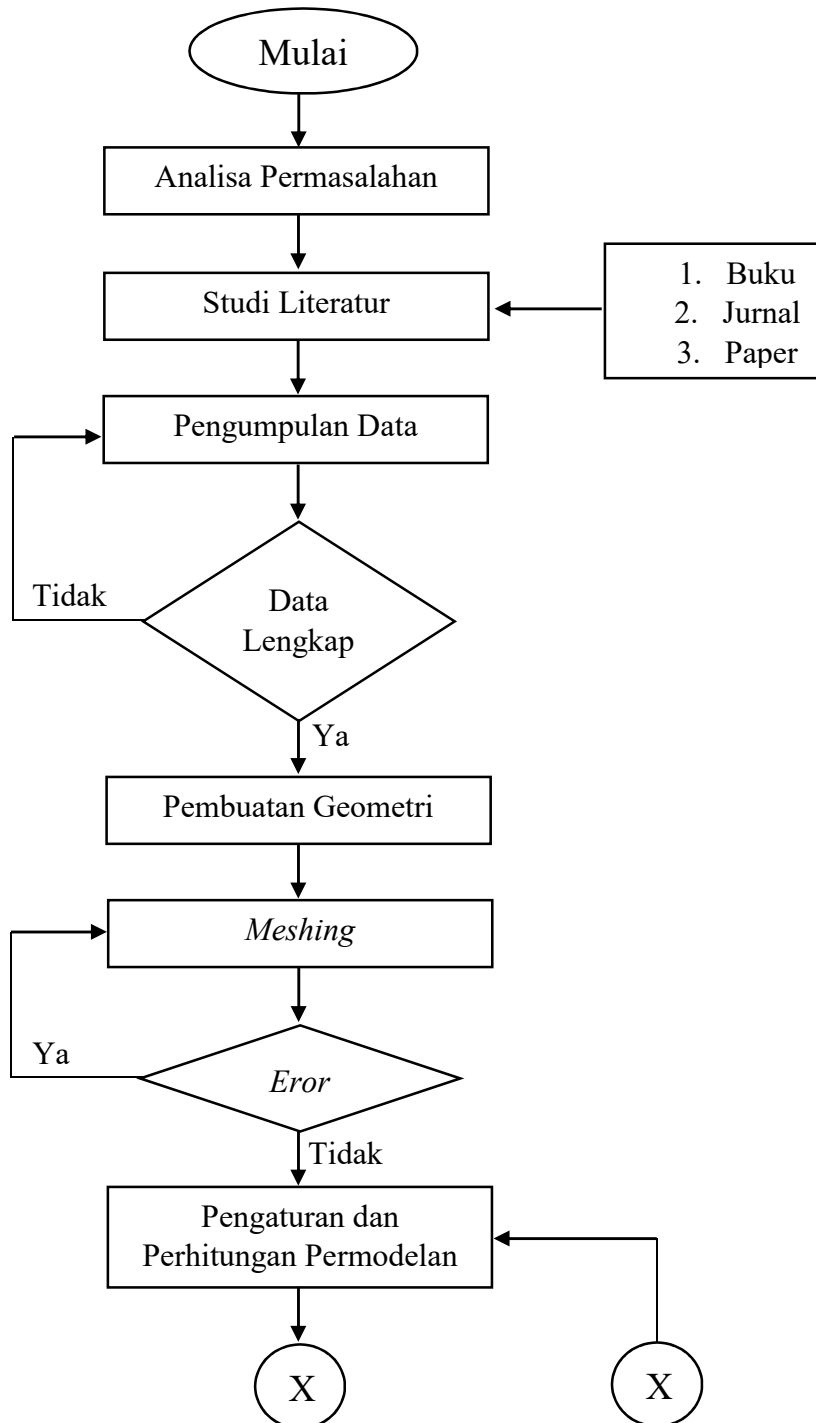 Mulai
Analisa Permasalahan
Studi Literatur
1. Buku
2. Jurnal
3. Paper
Pengumpulan Data
Tidak
Data
Lengkap
Ya
Pembuatan Geometri
Meshing
Ya
Eror
Tidak
Pengaturan dan
Perhitungan Permodelan
X
X